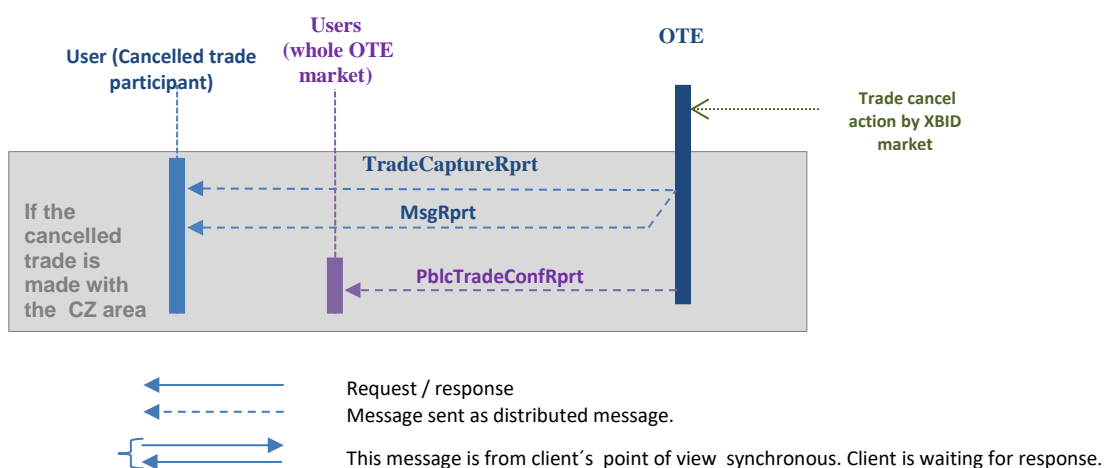 User (Cancelled trade
participant)
Users
(whole OTE
market)
OTE
Trade cancel
action by XBID
market
TradeCaptureRprt
MsgRprt
PblcTradeConfRprt
If the
cancelled
trade is
made with
the CZ area
Request / response
Message sent as distributed message.
This message is from client´s point of view synchronous. Client is waiting for response.